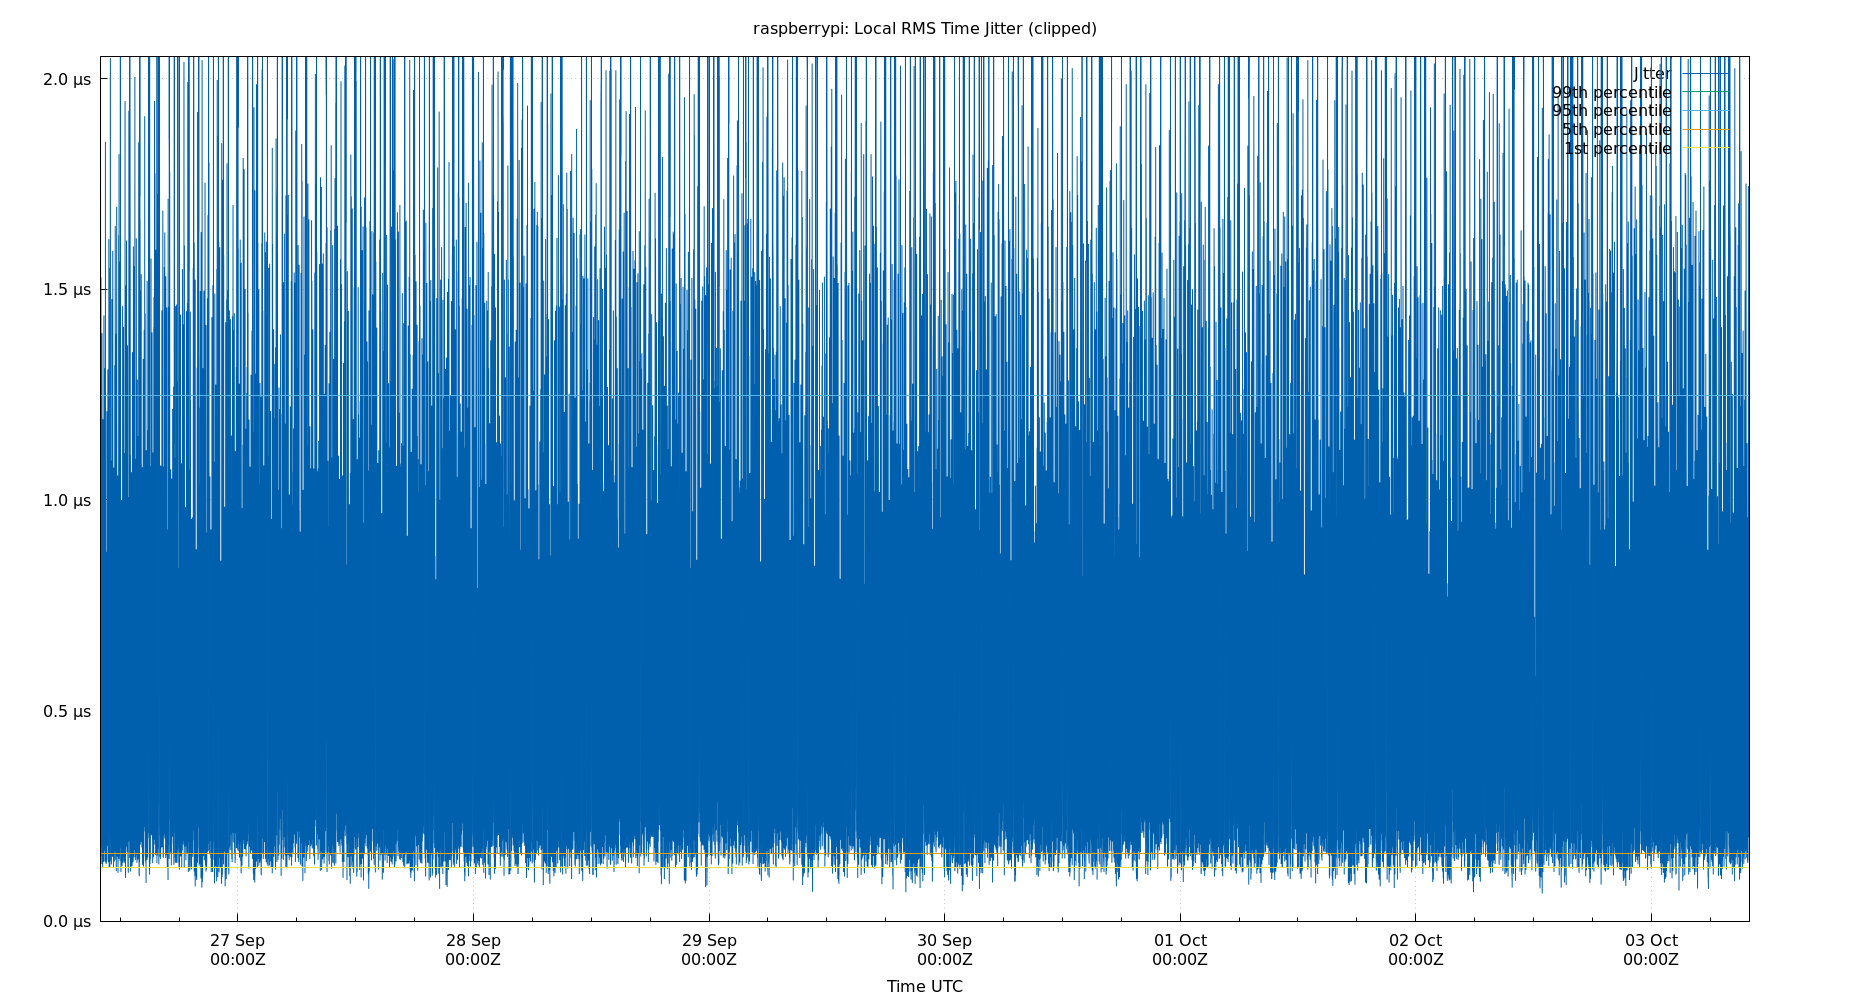 raspberrypi: Local RMS Time Jitter (clipped)
2.0 µs
1.5 µs
1.0 µs
0.5 µs
0.0 µs
Jitter
99th percentile
95th percentile
5th percentile
1st percentile
27 Sep 28 Sep 29 Sep 30 Sep 01 Oct 02 Oct 03 Oct
00:00Z 00:00Z 00:00Z 00:00Z 00:00Z 00:00Z 00:00Z
Time UTC